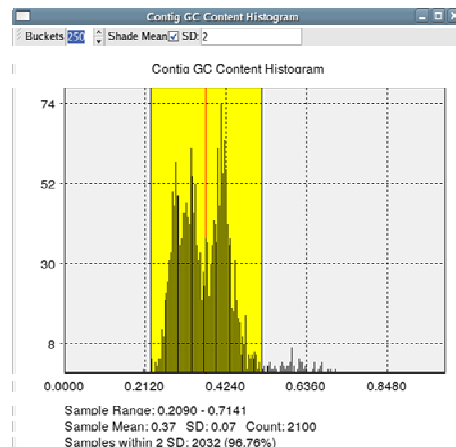 Contig GC Content Histogram
Buckets 250 Shade Mean SD: 2
Contig GC Content Histogram
74
52
30
8
0.0000 0.2120 0.4240 0.6360 0.8480
Sample Range: 0.2090 - 0.7141
Sample Mean: 0.37 SD: 0.07 Count: 2100
Samples within 2 SD: 2032 (96.76%)